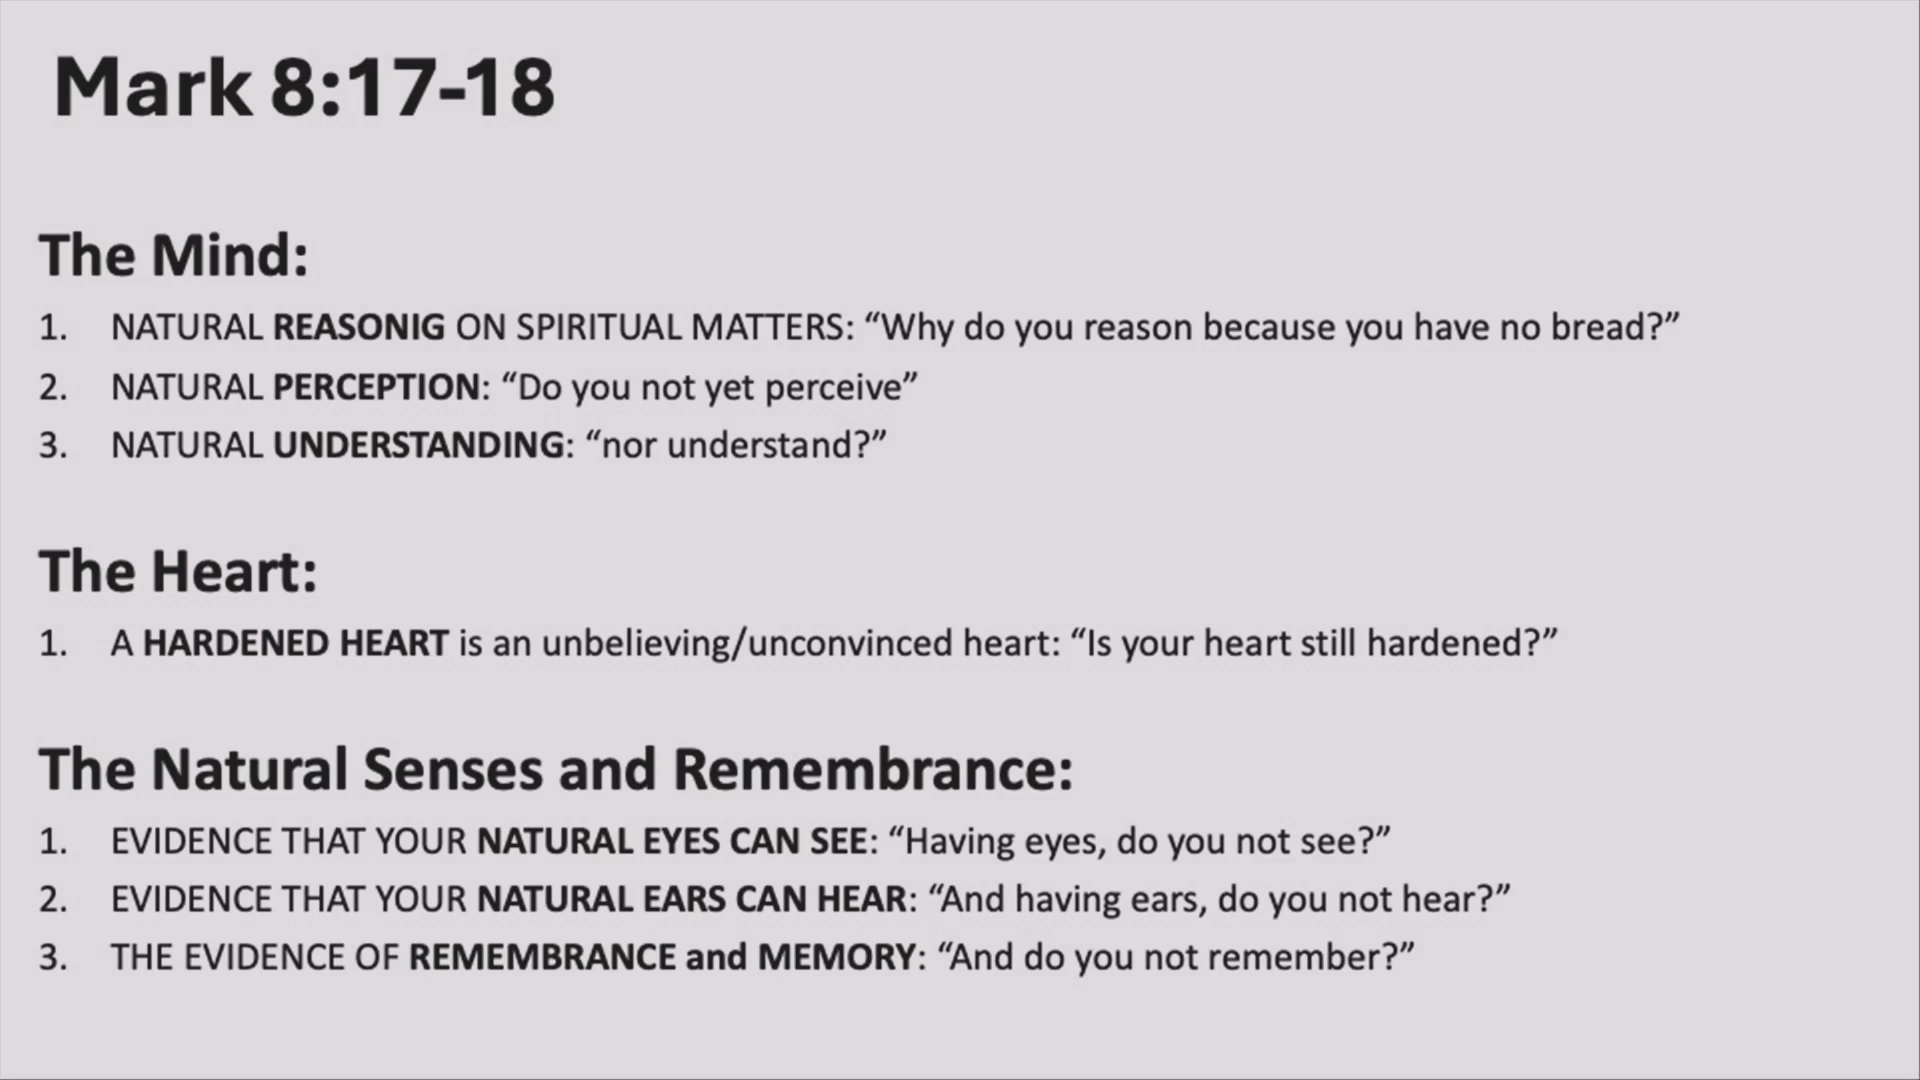 Mark 8:17-18
The Mind:
1. NATURAL REASONIG ON SPIRITUAL MATTERS: “Why do you reason because you have no bread?”
2. NATURAL PERCEPTION: “Do you not yet perceive”
3. NATURAL UNDERSTANDING: “nor understand?”
The Heart:
1. A HARDENED HEART is an unbelieving/unconvinced heart: “Is your heart still hardened?”
The Natural Senses and Remembrance:
1. EVIDENCE THAT YOUR NATURAL EYES CAN SEE: “Having eyes, do you not see?”
2. EVIDENCE THAT YOUR NATURAL EARS CAN HEAR: “And having ears, do you not hear?”
3. THE EVIDENCE OF REMEMBRANCE and MEMORY: “And do you not remember?”